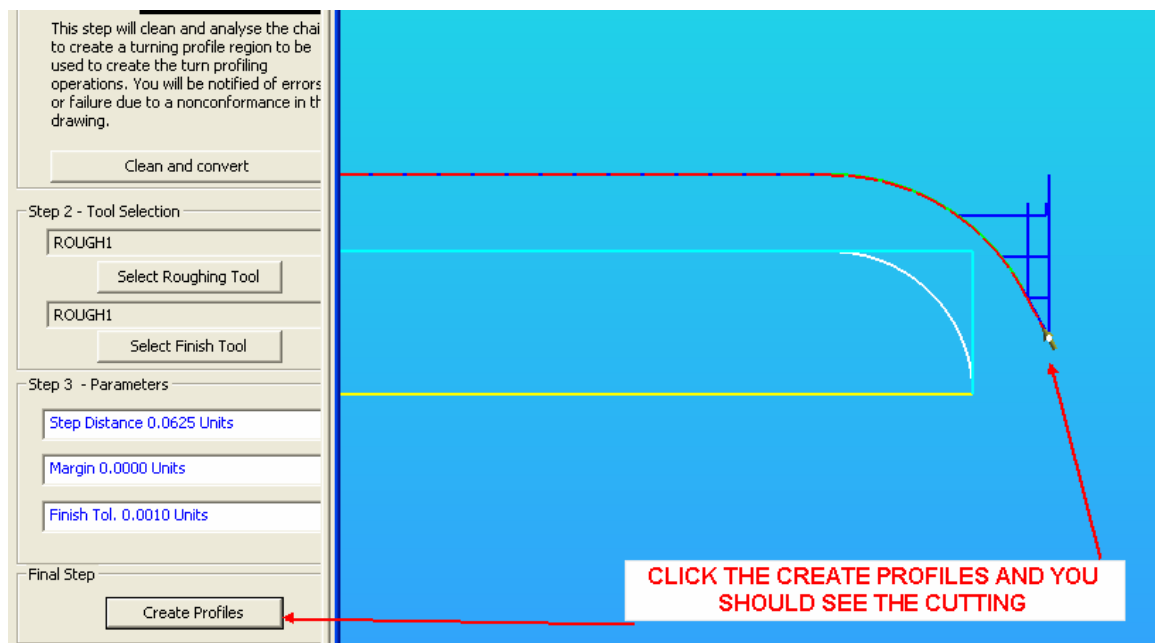 This step will clean and analyse the chai
to create a turning profile region to be
used to create the turn profiling
operations. You will be notified of errors
or failure due to a nonconformance in th
drawing.
Clean and convert
Step 2 - Tool Selection
ROUGH1
Select Roughing Tool
ROUGH1
Select Finish Tool
Step 3 - Parameters
Step Distance 0.0625 Units
Margin 0.0000 Units
Finish Tol. 0.0010 Units
Final Step
Create Profiles
CLICK THE CREATE PROFILES AND YOU
SHOULD SEE THE CUTTING